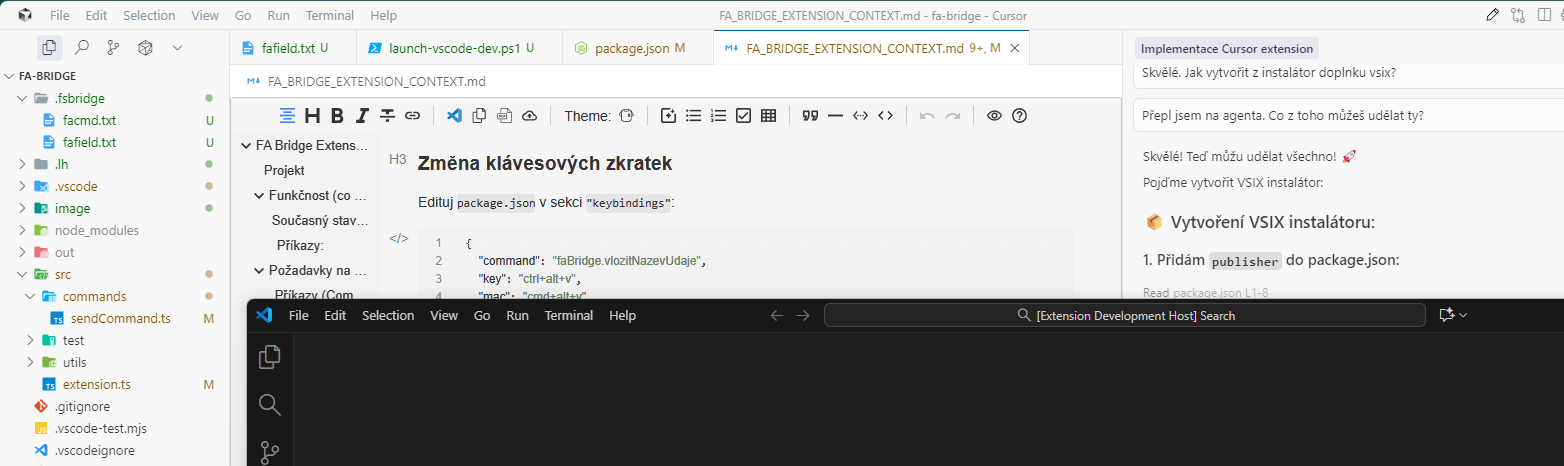 File Edit Selection View Go Run Terminal Help
FA_BRIDGE_EXTENSION_CONTEXT.md - fa-bridge - Cursor
FA-BRIDGE
.fsbridge
facmd.txt U
fafield.txt U
.lh
.vscode
image
node_modules
out
src
commands
sendCommand.ts M
test
utils
extension.ts M
.gitignore
.vscode-test.mjs
.vscodeignore
fafield.txt U
launch-vscode-dev.ps1 U
package.json M
FA_BRIDGE_EXTENSION_CONTEXT.md 9+, M
FA_BRIDGE_EXTENSION_CONTEXT.md
Theme:
FA Bridge Extens...
Projekt
Funkčnost (co ...
Současný stav...
Příkazy:
Požadavky na ...
Příkazy (Com...
H3 Změna klávesových zkratek
Edituj package.json v sekci "keybindings":
1 {
2 "command": "faBridge.vlozitNazevUdaje",
3 "key": "ctrl+alt+v",
4 "mac": "cmd+alt+v"
Implementace Cursor extension
Skvělé. Jak vytvořit z instalátor doplnku vsix?
Přepl jsem na agenta. Co z toho můžeš udělat ty?
Skvělé! Teď můžu udělat všechno! 🚀
Pojďme vytvořit VSIX instalátor:
📦 Vytvoření VSIX instalátoru:
1. Přidám publisher do package.json:
Read package.json L1-8
File Edit Selection View Go Run Terminal Help
[Extension Development Host] Search